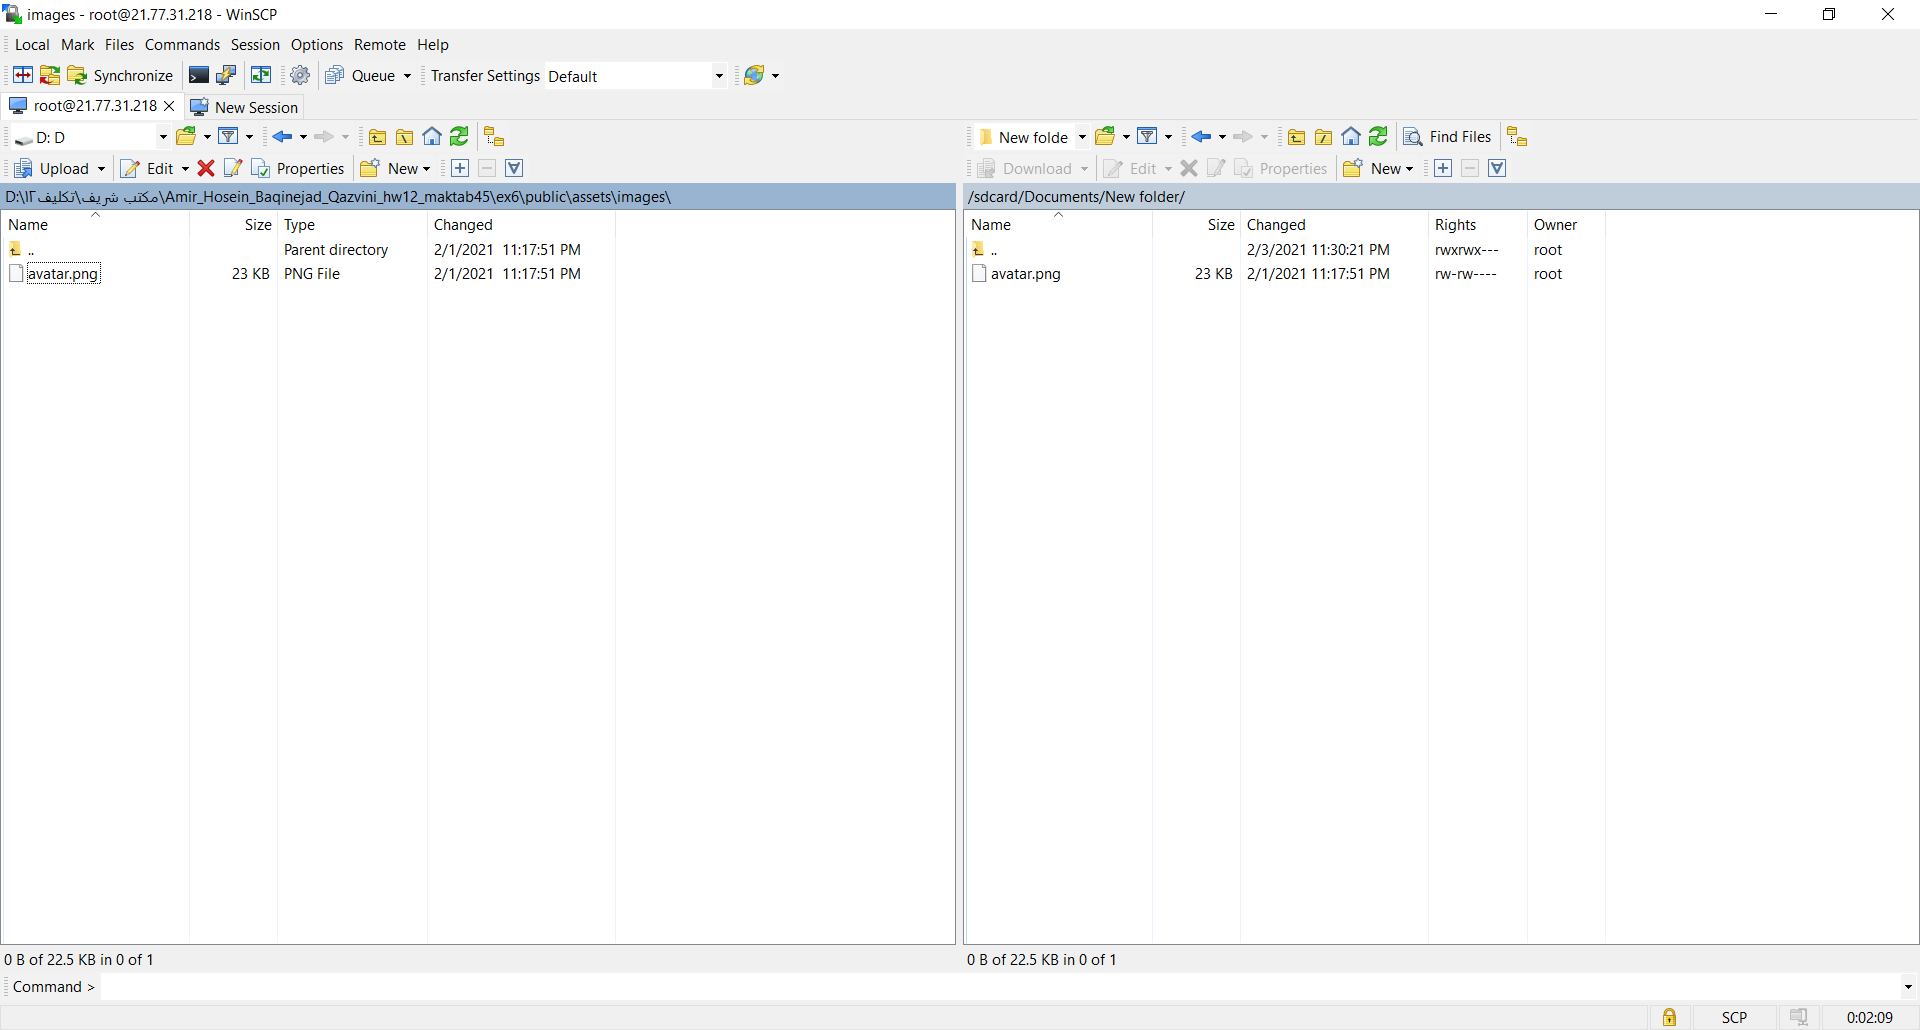 images - root@21.77.31.218 - WinSCP
Local Mark Files Commands Session Options Remote Help
Synchronize Queue Transfer Settings Default
root@21.77.31.218 New Session
D: D
New folde Find Files
Upload Edit Properties New
Download Edit Properties New
D:\مکتب شریف\تکلیف ۱۲\Amir_Hosein_Baqinejad_Qazvini_hw12_maktab45\ex6\public\assets\images\
/sdcard/Documents/New folder/
Name Size Type Changed
.. Parent directory 2/1/2021 11:17:51 PM
avatar.png 23 KB PNG File 2/1/2021 11:17:51 PM
Name Size Changed Rights Owner
.. 2/3/2021 11:30:21 PM rwxrwx--- root
avatar.png 23 KB 2/1/2021 11:17:51 PM rw-rw---- root
0 B of 22.5 KB in 0 of 1
0 B of 22.5 KB in 0 of 1
Command >
SCP 0:02:09